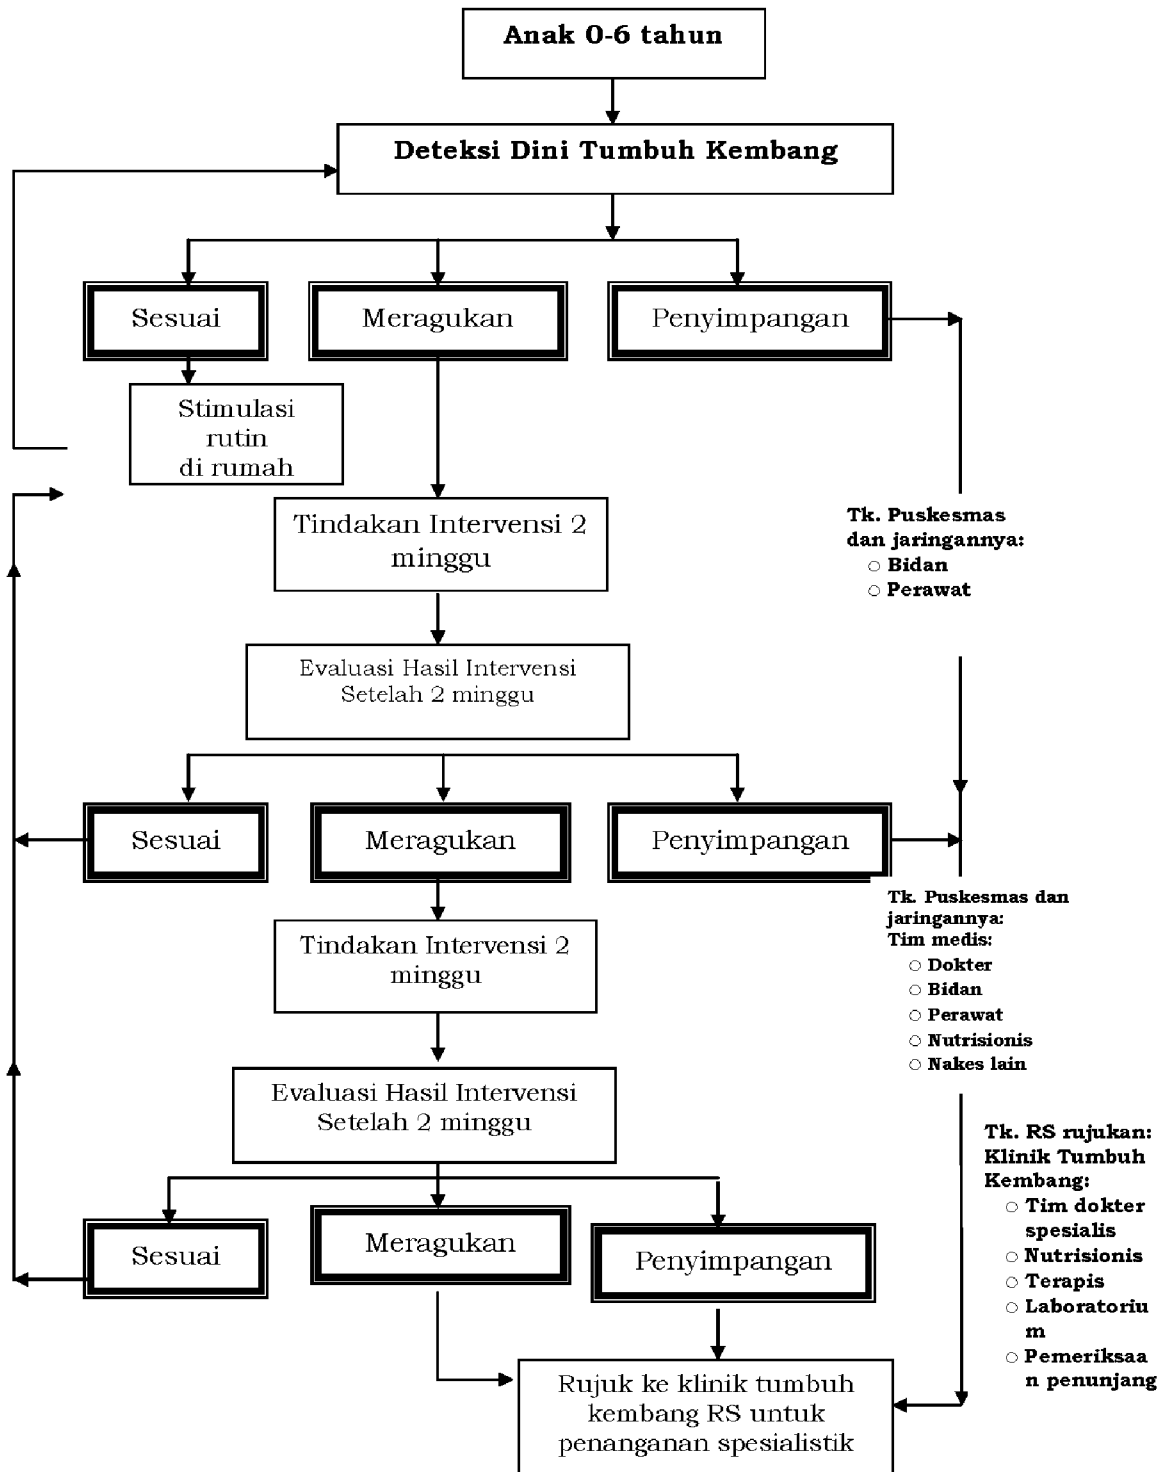 Anak 0-6 tahun
Deteksi Dini Tumbuh Kembang
Sesuai
Meragukan
Penyimpangan
Stimulasi
rutin
di rumah
Tindakan Intervensi 2
minggu
Tk. Puskesmas
dan jaringannya:
○ Bidan
○ Perawat
Evaluasi Hasil Intervensi
Setelah 2 minggu
Sesuai
Meragukan
Penyimpangan
Tk. Puskesmas dan
jaringannya:
Tim medis:
○ Dokter
○ Bidan
○ Perawat
○ Nutrisionis
○ Nakes lain
Tindakan Intervensi 2
minggu
Evaluasi Hasil Intervensi
Setelah 2 minggu
Sesuai
Meragukan
Penyimpangan
Tk. RS rujukan:
Klinik Tumbuh
Kembang:
○ Tim dokter
spesialis
○ Nutrisionis
○ Terapis
○ Laboratoriu
m
○ Pemeriksaa
n penunjang
Rujuk ke klinik tumbuh
kembang RS untuk
penanganan spesialistik